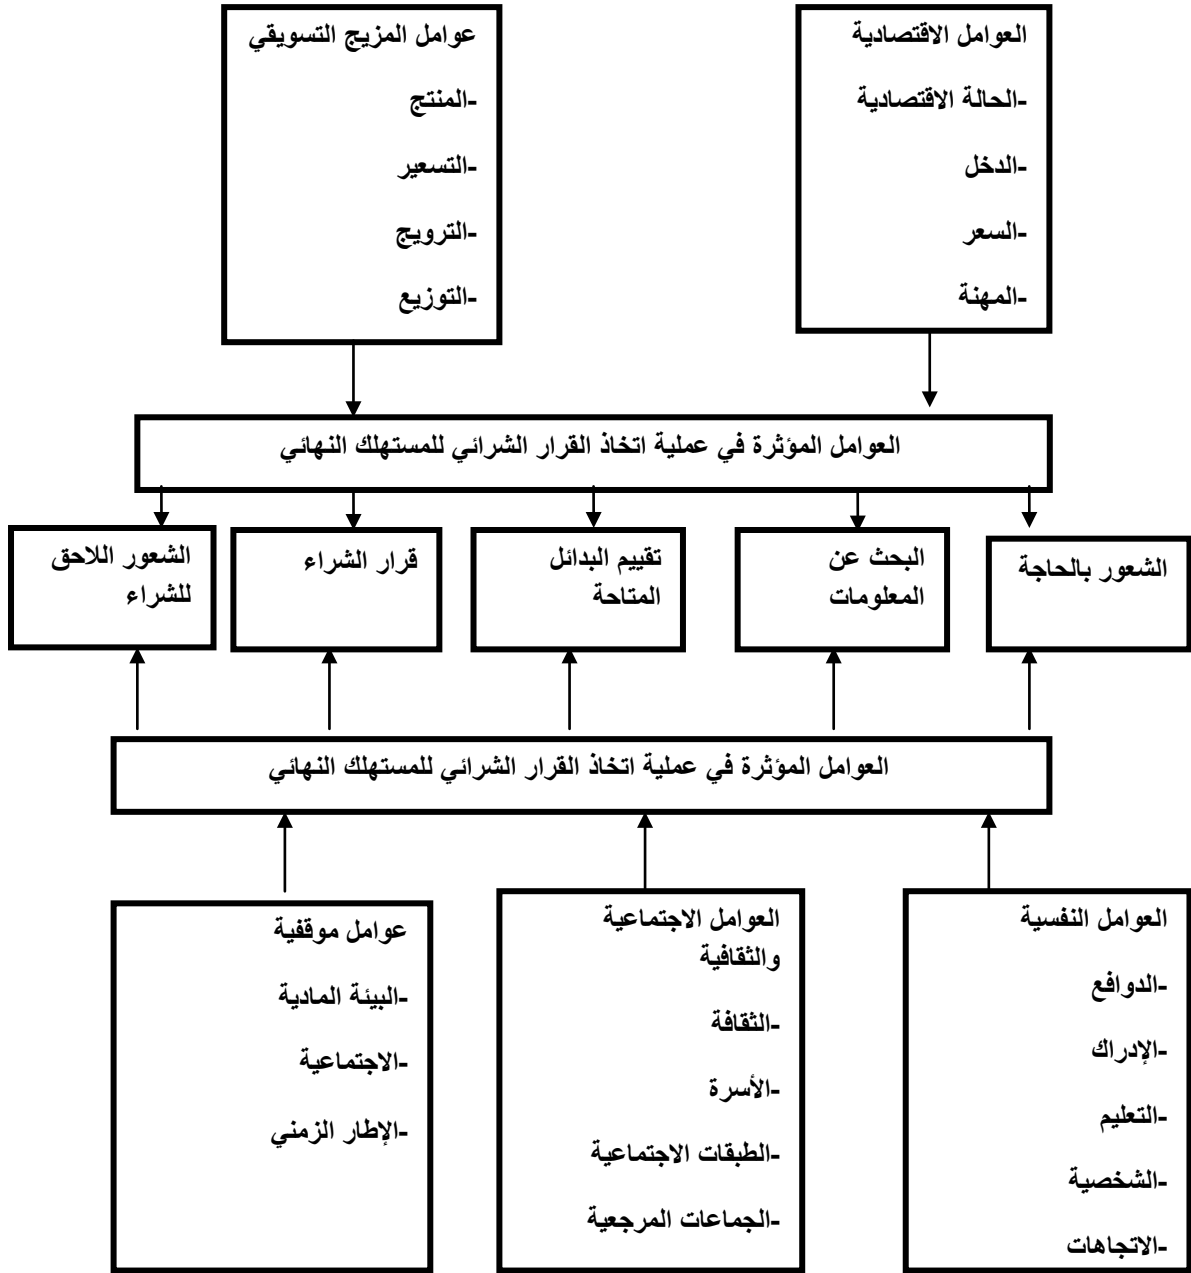 العوامل الاقتصادية
-الحالة الاقتصادية
-الدخل
-السعر
-المهنة
عوامل المزيج التسويقي
-المنتج
-التسعير
-الترويج
-التوزيع
العوامل المؤثرة في عملية اتخاذ القرار الشرائي للمستهلك النهائي
الشعور بالحاجة
البحث عن
المعلومات
تقييم البدائل
المتاحة
قرار الشراء
الشعور اللاحق
للشراء
العوامل المؤثرة في عملية اتخاذ القرار الشرائي للمستهلك النهائي
العوامل النفسية
-الدوافع
-الإدراك
-التعليم
-الشخصية
-الاتجاهات
العوامل الاجتماعية
والثقافية
-الثقافة
-الأسرة
-الطبقات الاجتماعية
-الجماعات المرجعية
عوامل موقفية
-البيئة المادية
-الاجتماعية
-الإطار الزمني